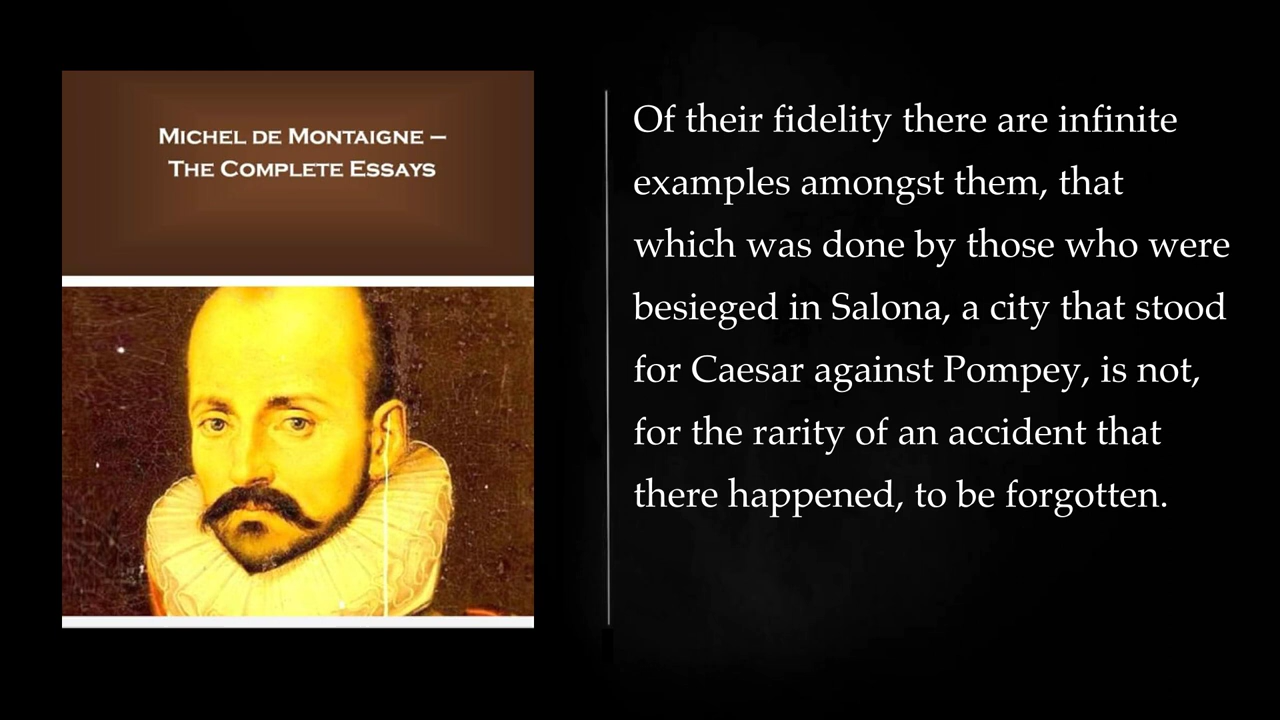 Michel de Montaigne –
The Complete Essays
Of their fidelity there are infinite
examples amongst them, that
which was done by those who were
besieged in Salona, a city that stood
for Caesar against Pompey, is not,
for the rarity of an accident that
there happened, to be forgotten.